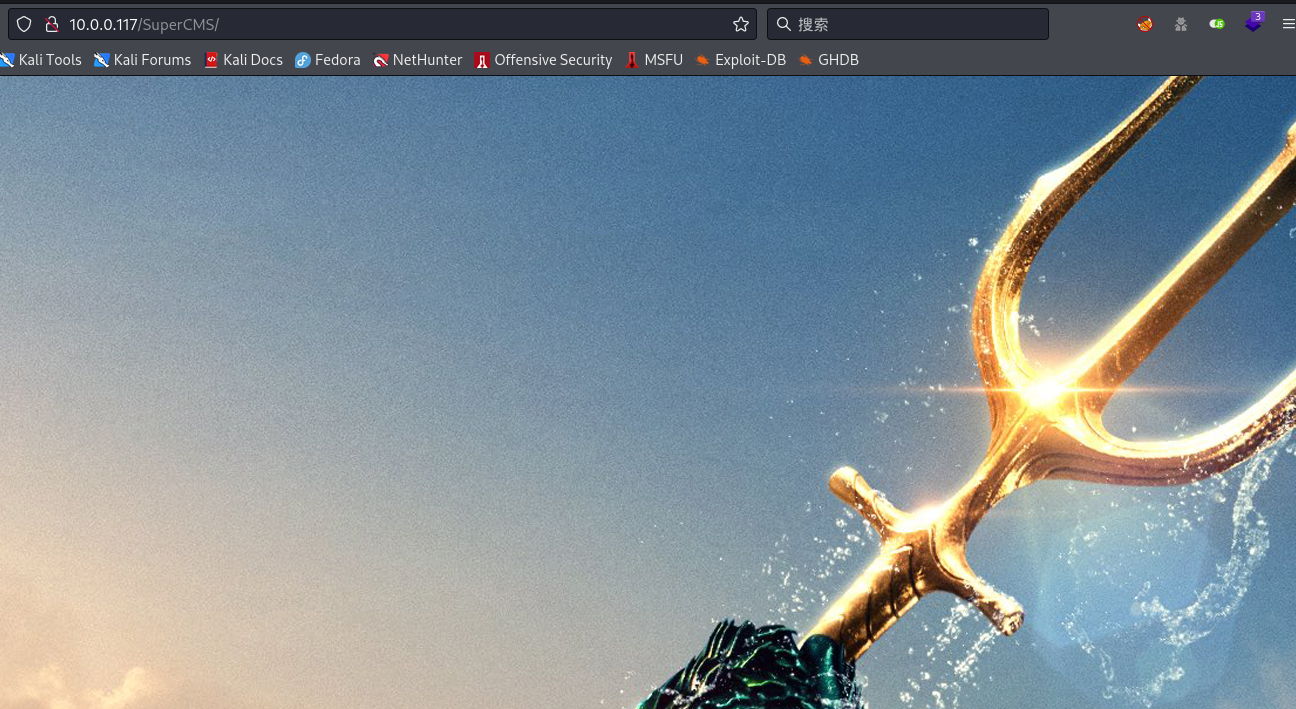 10.0.0.117/SuperCMS/
搜索
3
JS
Kali Tools Kali Forums Kali Docs Fedora NetHunter Offensive Security MSFU Exploit-DB GHDB